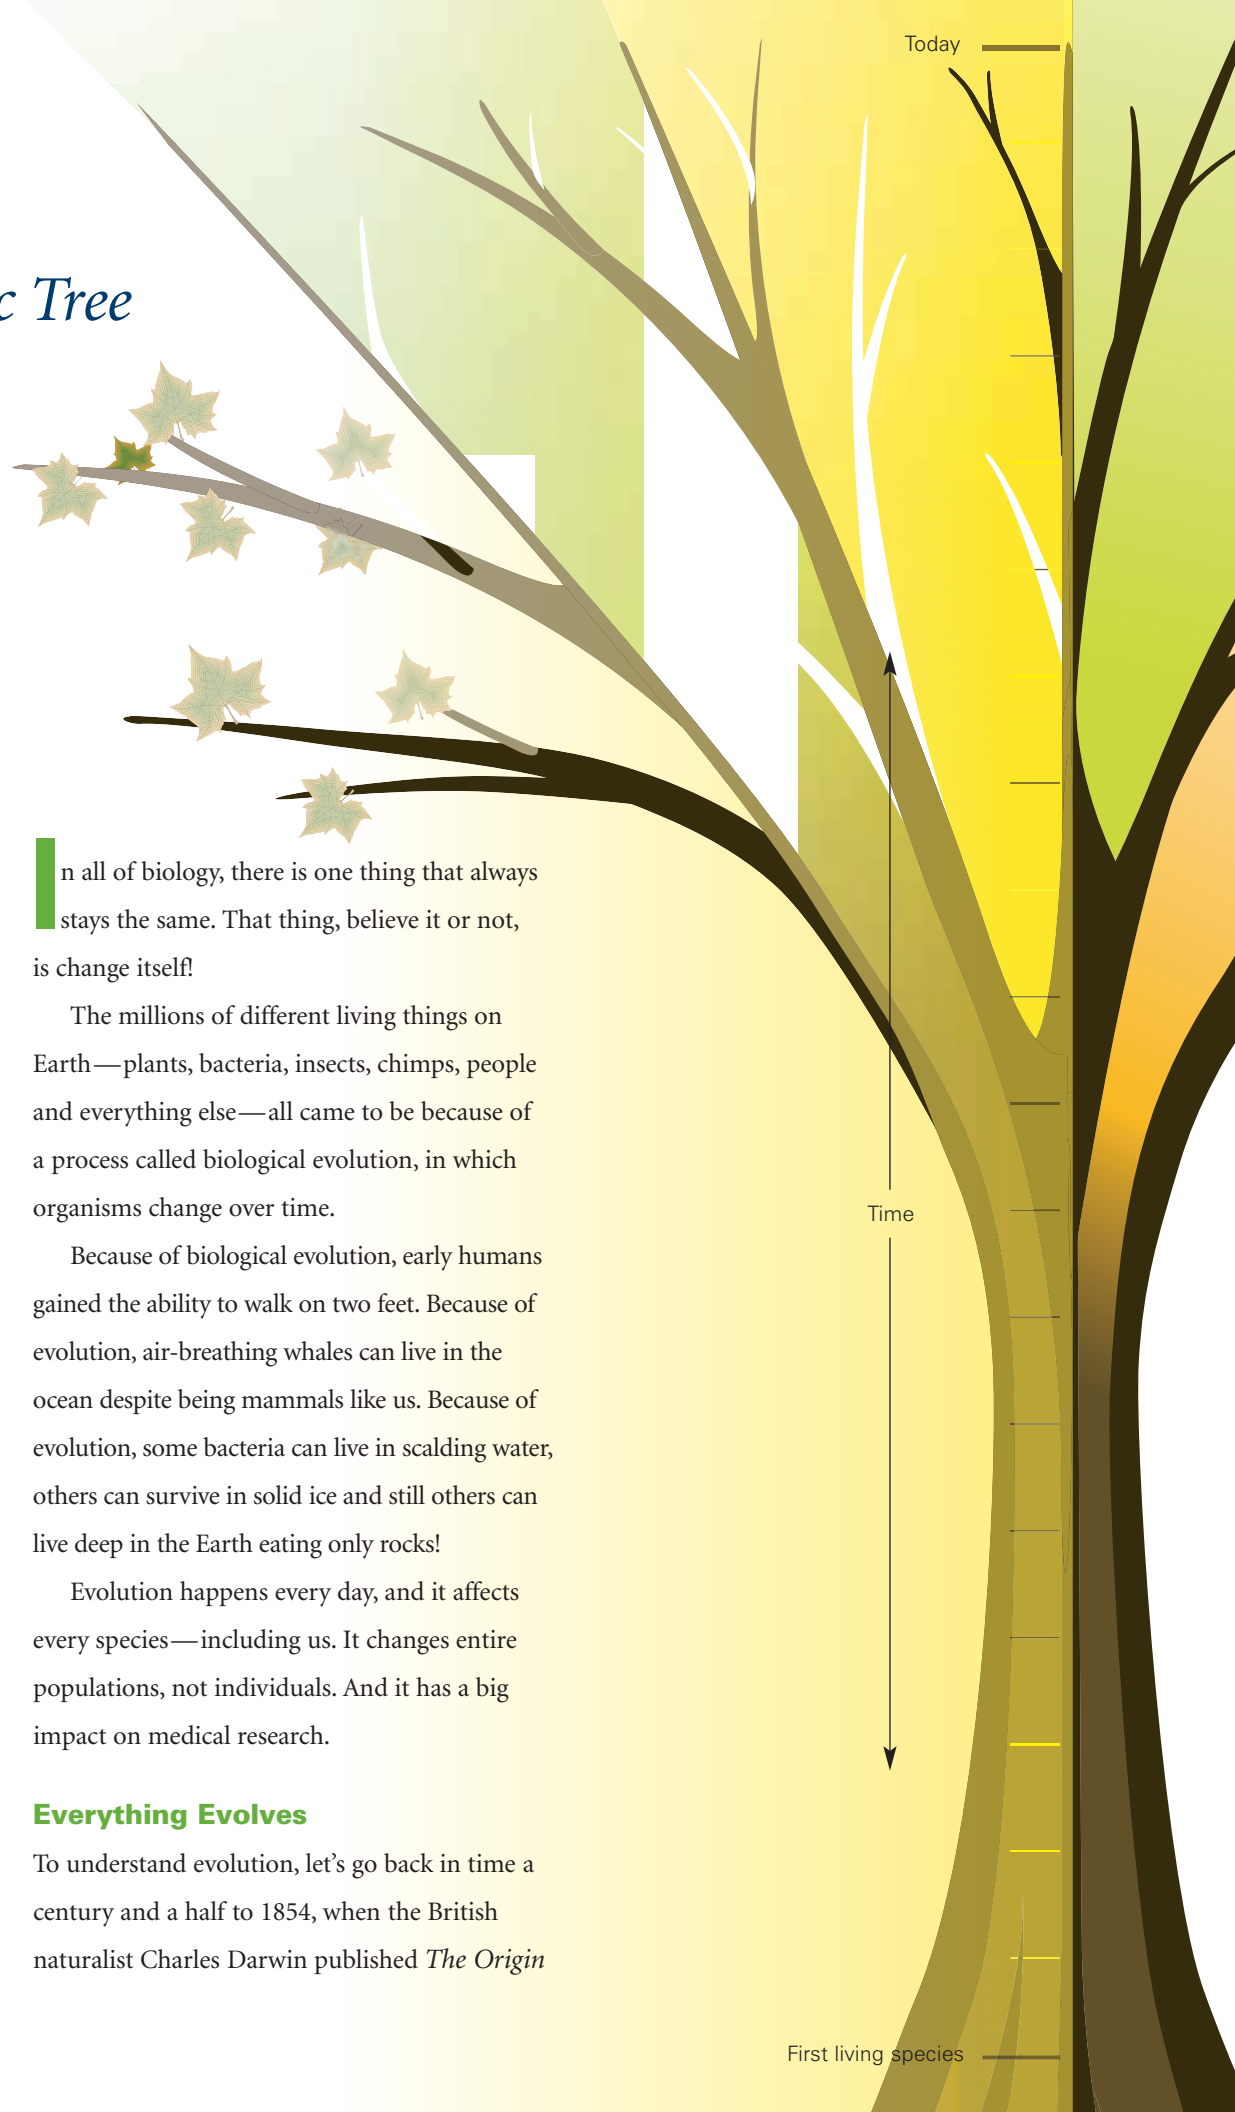 c Tree
Today
In all of biology, there is one thing that always
stays the same. That thing, believe it or not,
is change itself!
The millions of different living things on
Earth—plants, bacteria, insects, chimps, people
and everything else—all came to be because of
a process called biological evolution, in which
organisms change over time.
Because of biological evolution, early humans
gained the ability to walk on two feet. Because of
evolution, air-breathing whales can live in the
ocean despite being mammals like us. Because of
evolution, some bacteria can live in scalding water,
others can survive in solid ice and still others can
live deep in the Earth eating only rocks!
Evolution happens every day, and it affects
every species—including us. It changes entire
populations, not individuals. And it has a big
impact on medical research.
Everything Evolves
To understand evolution, let's go back in time a
century and a half to 1854, when the British
naturalist Charles Darwin published The Origin
Time
First living species